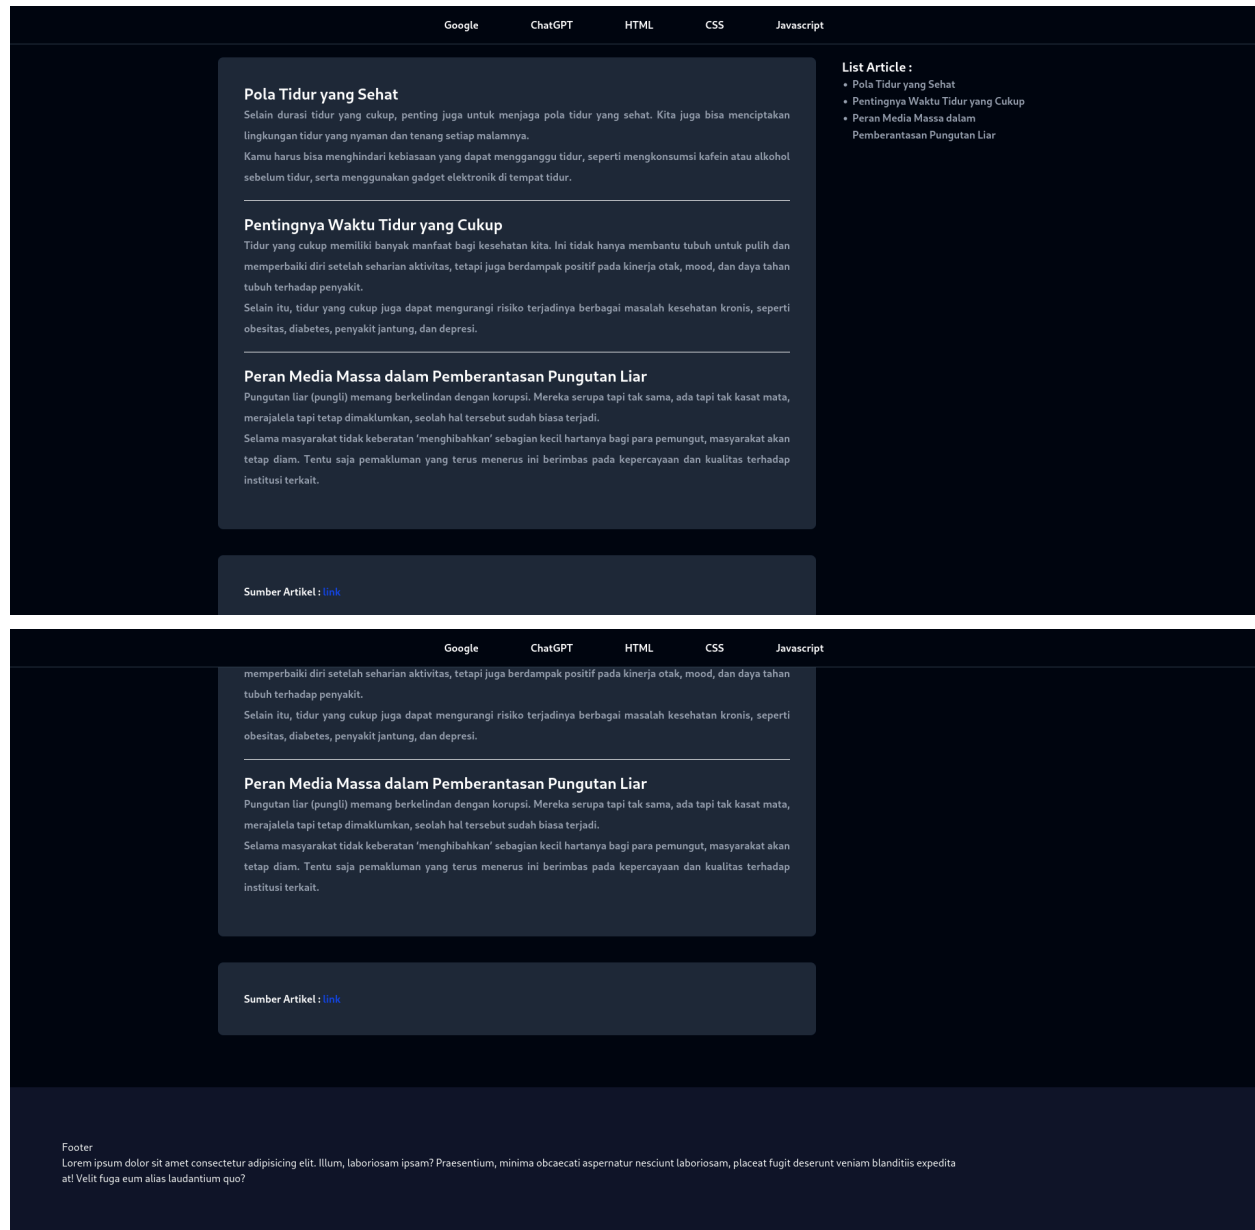 Google ChatGPT HTML CSS Javascript
Pola Tidur yang Sehat
Selain durasi tidur yang cukup, penting juga untuk menjaga pola tidur yang sehat. Kita juga bisa menciptakan
lingkungan tidur yang nyaman dan tenang setiap malamnya.
Kamu harus bisa menghindari kebiasaan yang dapat mengganggu tidur, seperti mengkonsumsi kafein atau alkohol
sebelum tidur, serta menggunakan gadget elektronik di tempat tidur.
Pentingnya Waktu Tidur yang Cukup
Tidur yang cukup memiliki banyak manfaat bagi kesehatan kita. Ini tidak hanya membantu tubuh untuk pulih dan
memperbaiki diri setelah seharian aktivitas, tetapi juga berdampak positif pada kinerja otak, mood, dan daya tahan
tubuh terhadap penyakit.
Selain itu, tidur yang cukup juga dapat mengurangi risiko terjadinya berbagai masalah kesehatan kronis, seperti
obesitas, diabetes, penyakit jantung, dan depresi.
Peran Media Massa dalam Pemberantasan Pungutan Liar
Pungutan liar (pungli) memang berkelindan dengan korupsi. Mereka serupa tapi tak sama, ada tapi tak kasat mata,
merajalela tapi tetap dimaklumkan, seolah hal tersebut sudah biasa terjadi.
Selama masyarakat tidak keberatan ‘menghibahkan’ sebagian kecil hartanya bagi para pemungut, masyarakat akan
tetap diam. Tentu saja pemakluman yang terus menerus ini berimbas pada kepercayaan dan kualitas terhadap
institusi terkait.
Sumber Artikel : link
List Article :
• Pola Tidur yang Sehat
• Pentingnya Waktu Tidur yang Cukup
• Peran Media Massa dalam
Pemberantasan Pungutan Liar
Google ChatGPT HTML CSS Javascript
memperbaiki diri setelah seharian aktivitas, tetapi juga berdampak positif pada kinerja otak, mood, dan daya tahan
tubuh terhadap penyakit.
Selain itu, tidur yang cukup juga dapat mengurangi risiko terjadinya berbagai masalah kesehatan kronis, seperti
obesitas, diabetes, penyakit jantung, dan depresi.
Peran Media Massa dalam Pemberantasan Pungutan Liar
Pungutan liar (pungli) memang berkelindan dengan korupsi. Mereka serupa tapi tak sama, ada tapi tak kasat mata,
merajalela tapi tetap dimaklumkan, seolah hal tersebut sudah biasa terjadi.
Selama masyarakat tidak keberatan ‘menghibahkan’ sebagian kecil hartanya bagi para pemungut, masyarakat akan
tetap diam. Tentu saja pemakluman yang terus menerus ini berimbas pada kepercayaan dan kualitas terhadap
institusi terkait.
Sumber Artikel : link
Footer
Lorem ipsum dolor sit amet consectetur adipisicing elit. Illum, laboriosam ipsam? Praesentium, minima obcaecati aspernatur nesciunt laboriosam, placeat fugit deserunt veniam blanditiis expedita
at! Velit fuga eum alias laudantium quo?